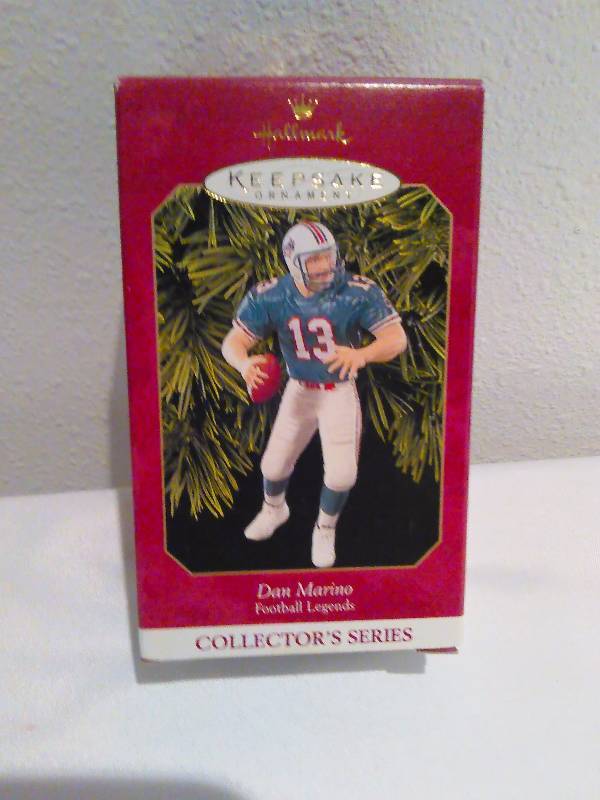 Hallmark
KEEPSAKE
ORNAMENT
13
13
Dan Marino
Football Legends
COLLECTOR'S SERIES